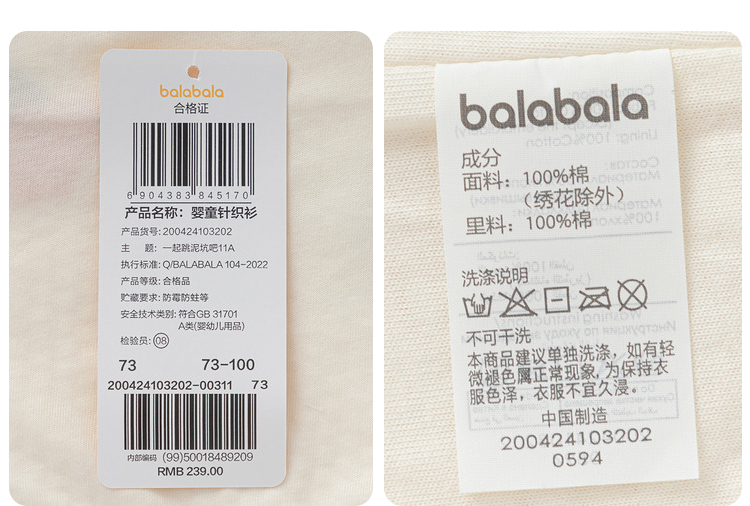 balabala
合格证
6 904383 845170
产品名称：婴童针织衫
产品货号: 200424103202
主 题: 一起跳泥坑吧11A
执行标准: Q/BALABALA 104-2022
产品等级: 合格品
贮藏要求: 防霉防蛀等
安全技术类别: 符合GB 31701
A类(婴幼儿用品)
检验员: 08
73 73-100
200424103202-00311 73
内部编码 (99)50018489209
RMB 239.00
balabala
成分
面料：100%棉
（绣花除外）
里料：100%棉
洗涤说明
不可干洗
本商品建议单独洗涤，如有轻
微褪色属正常现象,为保持衣
服色泽，衣服不宜久浸。
中国制造
200424103202
0594